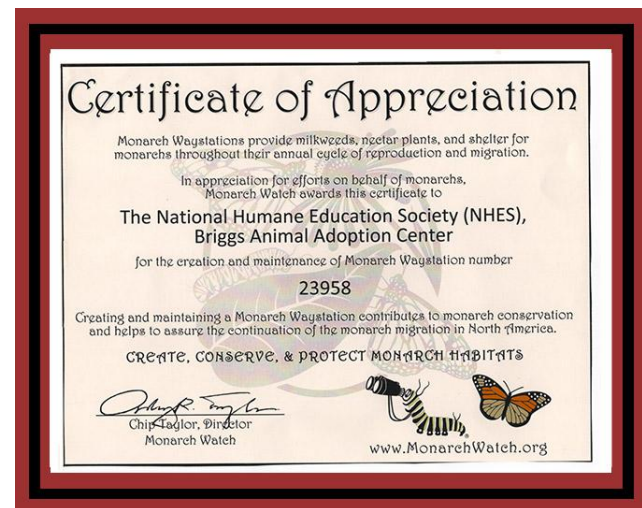 Certificate of Appreciation
Monarch Waystations provide milkweeds, nectar plants, and shelter for
monarchs throughout their annual cycle of reproduction and migration.
In appreciation for efforts on behalf of monarchs,
Monarch Watch awards this certificate to
The National Humane Education Society (NHES),
Briggs Animal Adoption Center
for the creation and maintenance of Monarch Waystation number
23958
Creating and maintaining a Monarch Waystation contributes to monarch conservation
and helps to assure the continuation of the monarch migration in North America.
CREATE, CONSERVE, & PROTECT MONARCH HABITATS
Chip Taylor, Director
Monarch Watch
www.MonarchWatch.org